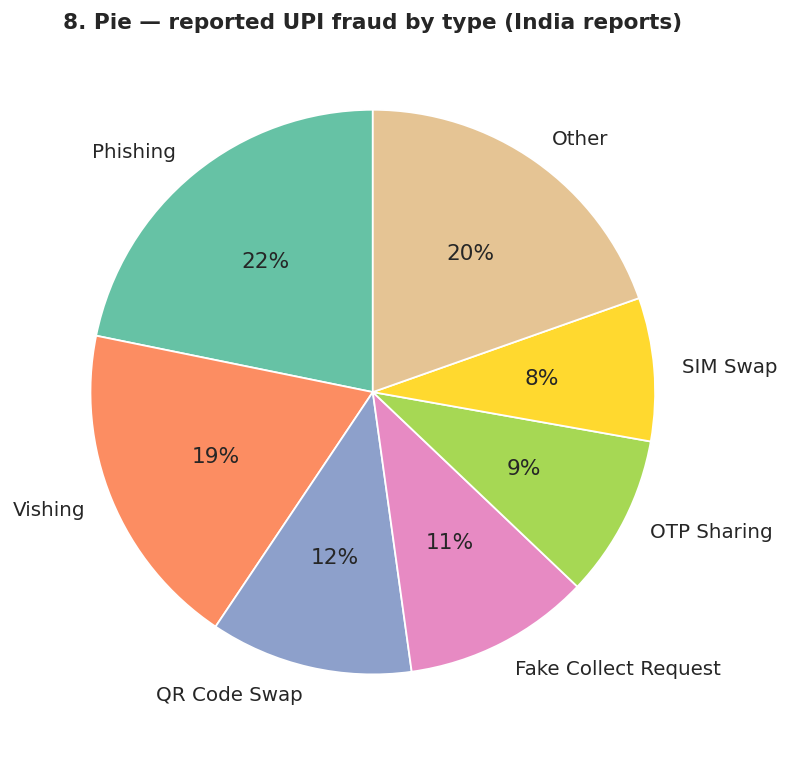 8. Pie — reported UPI fraud by type (India reports)
Phishing
22%
Vishing
19%
QR Code Swap
12%
Fake Collect Request
11%
OTP Sharing
9%
SIM Swap
8%
Other
20%